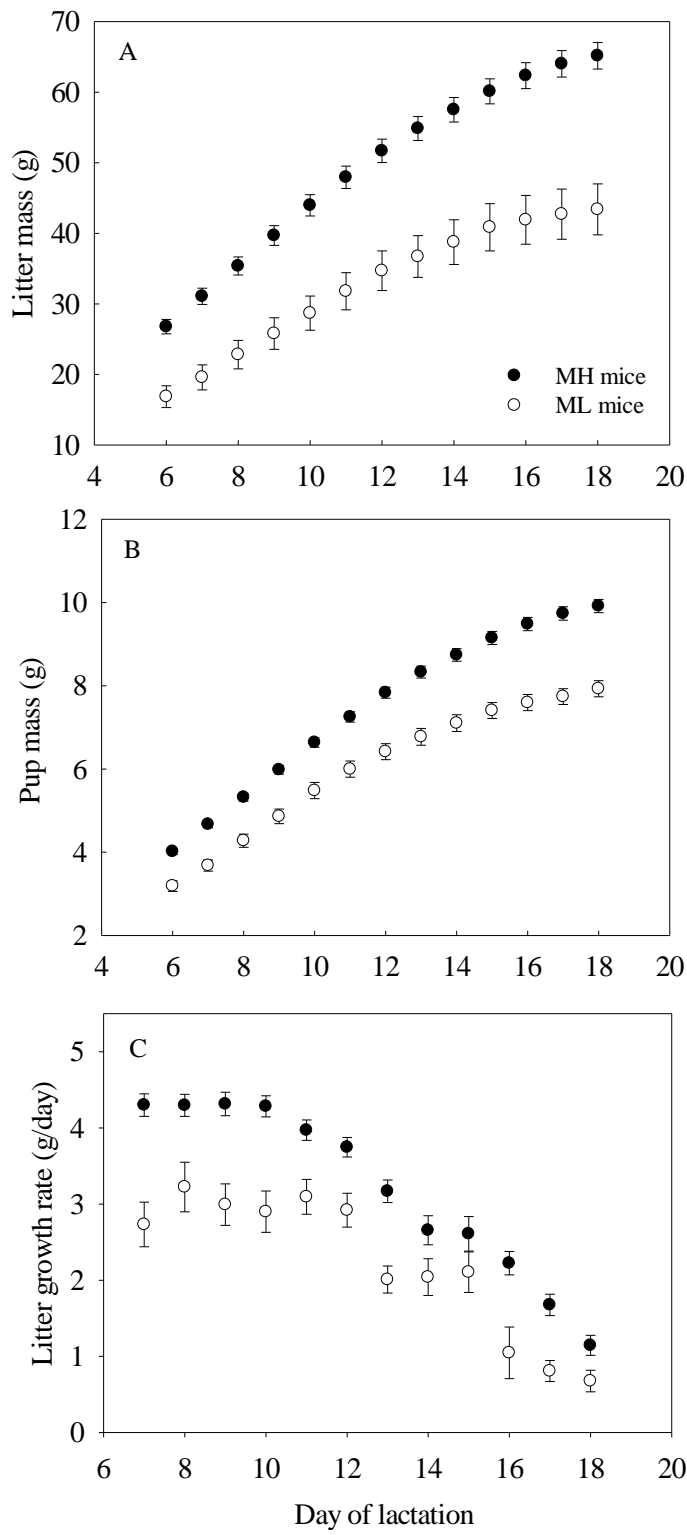 A
Litter mass (g)
70
60
50
40
30
20
10
MH mice
ML mice
4 6 8 10 12 14 16 18 20
B
Pup mass (g)
12
10
8
6
4
2
4 6 8 10 12 14 16 18 20
C
Litter growth rate (g/day)
5
4
3
2
1
0
6 8 10 12 14 16 18 20
Day of lactation